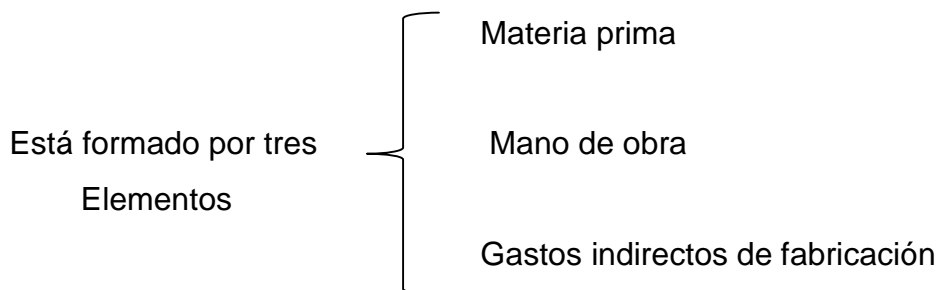 Materia prima
Está formado por tres
Elementos
Mano de obra
Gastos indirectos de fabricación